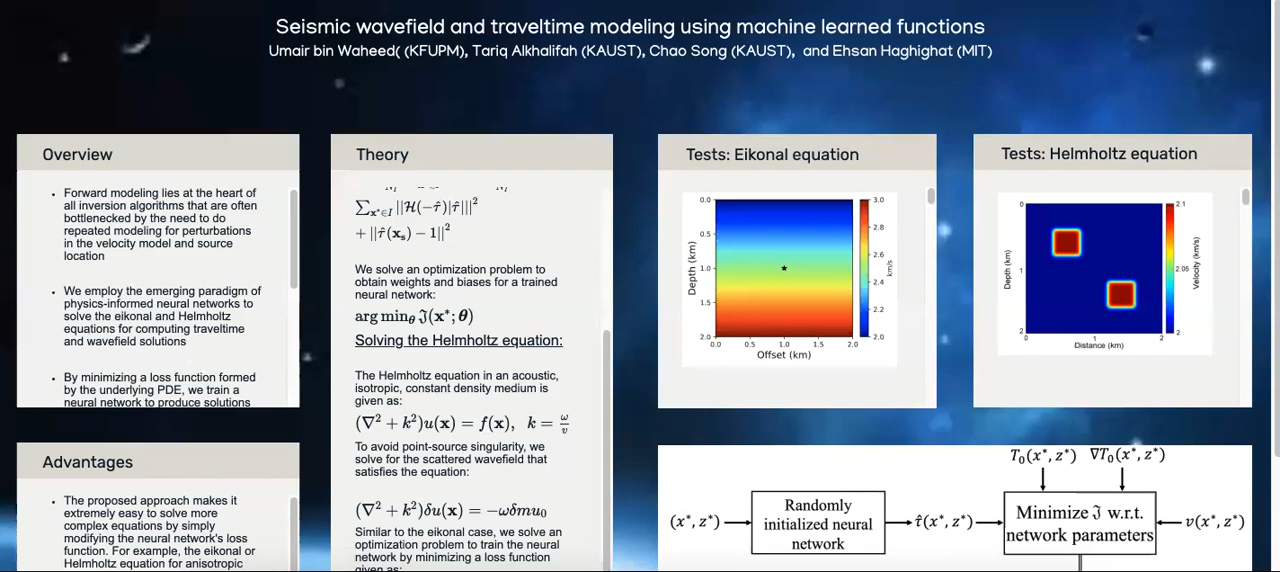 Seismic wavefield and traveltime modeling using machine learned functions
Umair bin Waheed( (KFUPM), Tariq Alkhalifah (KAUST), Chao Song (KAUST), and Ehsan Haghighat (MIT)
Overview
• Forward modeling lies at the heart of
all inversion algorithms that are often
bottlenecked by the need to do
repeated modeling for perturbations
in the velocity model and source
location
• We employ the emerging paradigm of
physics-informed neural networks to
solve the eikonal and Helmholtz
equations for computing traveltime
and wavefield solutions
• By minimizing a loss function formed
by the underlying PDE, we train a
neural network to produce solutions
Advantages
• The proposed approach makes it
extremely easy to solve more
complex equations by simply
modifying the neural network's loss
function. For example, the eikonal or
Helmholtz equation for anisotropic
Theory
∑x*∈I ||ℋ(−τ̂)|τ̂|||²
+ ||τ̂(xₛ) − 1||²
We solve an optimization problem to
obtain weights and biases for a trained
neural network:
arg minθ 𝔍(x*; θ)
Solving the Helmholtz equation:
The Helmholtz equation in an acoustic,
isotropic, constant density medium is
given as:
(∇² + k²)u(x) = f(x), k = ω/v
To avoid point-source singularity, we
solve for the scattered wavefield that
satisfies the equation:
(∇² + k²)δu(x) = −ωδmu₀
Similar to the eikonal case, we solve an
optimization problem to train the neural
network by minimizing a loss function
given as:
Tests: Eikonal equation
0.0
0.5
1.0
1.5
2.0
Depth (km)
0.0 0.5 1.0 1.5 2.0
Offset (km)
3.0
2.8
2.6
2.4
2.2
2.0
km/s
Tests: Helmholtz equation
0
1
2
Depth (km)
0 1 2
Distance (km)
2.1
2.05
2
Velocity (km/s)
T₀(x*, z*) ∇T₀(x*, z*)
(x*, z*)
Randomly
initialized neural
network
τ̂(x*, z*)
Minimize 𝔍 w.r.t.
network parameters
v(x*, z*)